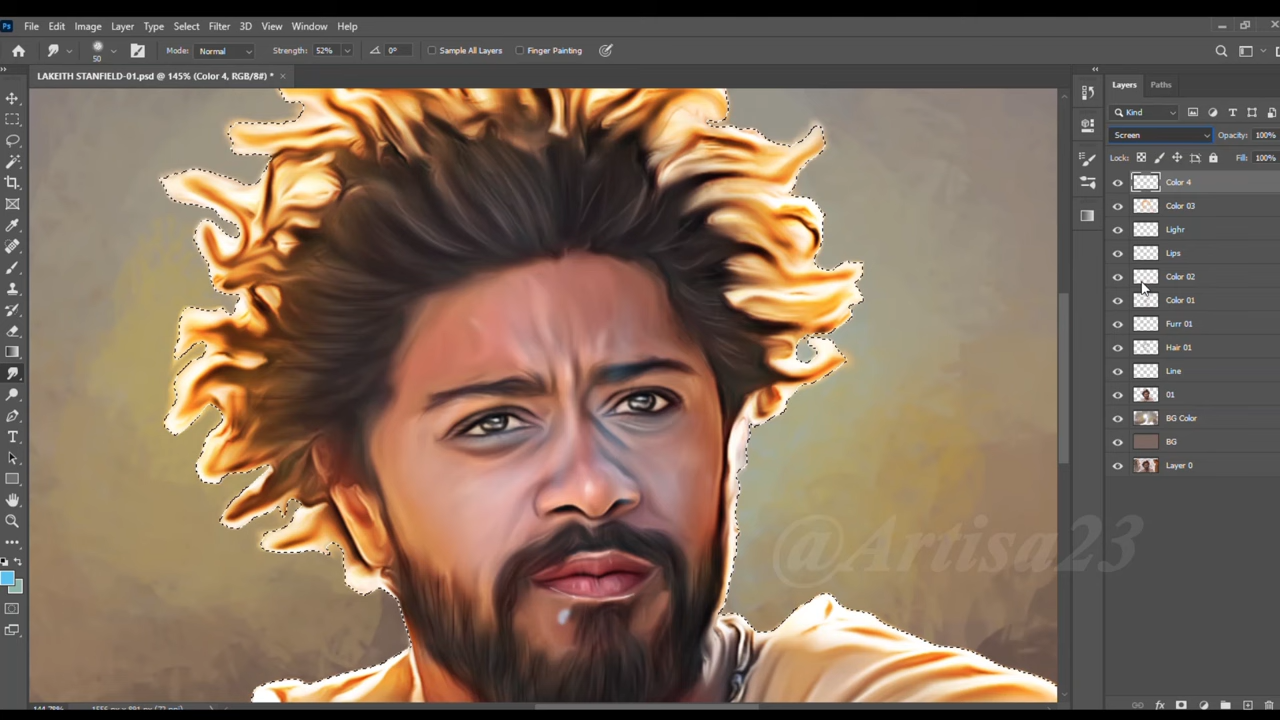 Ps File Edit Image Layer Type Select Filter 3D View Window Help
50 Mode: Normal Strength: 52% 0° Sample All Layers Finger Painting
LAKEITH STANFIELD-01.psd @ 145% (Color 4, RGB/8#) * ×
Layers Paths
Kind
Screen Opacity: 100%
Lock: Fill: 100%
Color 4
Color 03
Lighr
Lips
Color 02
Color 01
Furr 01
Hair 01
Line
01
BG Color
BG
Layer 0
@Artisa23